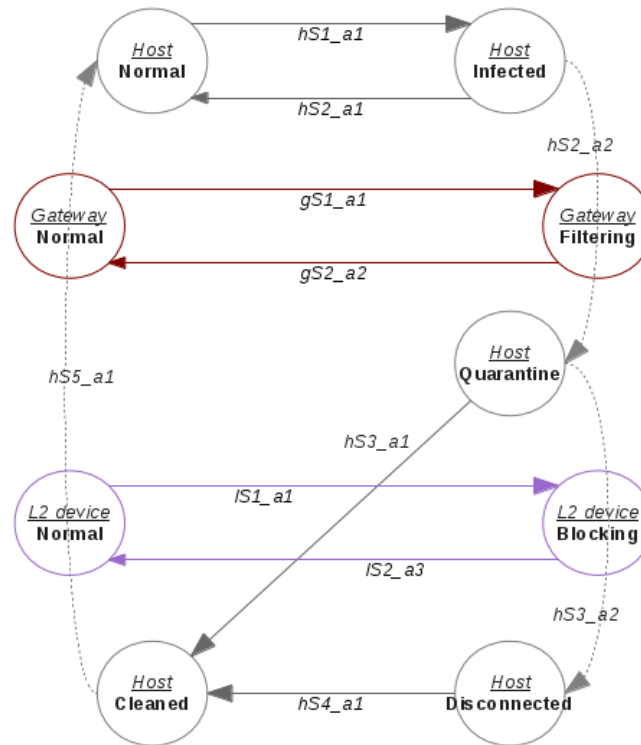 Host
Normal
hS1_a1
Host
Infected
hS2_a1
hS2_a2
Gateway
Normal
gS1_a1
Gateway
Filtering
gS2_a2
Host
Quarantine
hS5_a1
hS3_a1
L2 device
Normal
lS1_a1
L2 device
Blocking
lS2_a3
hS3_a2
Host
Cleaned
hS4_a1
Host
Disconnected